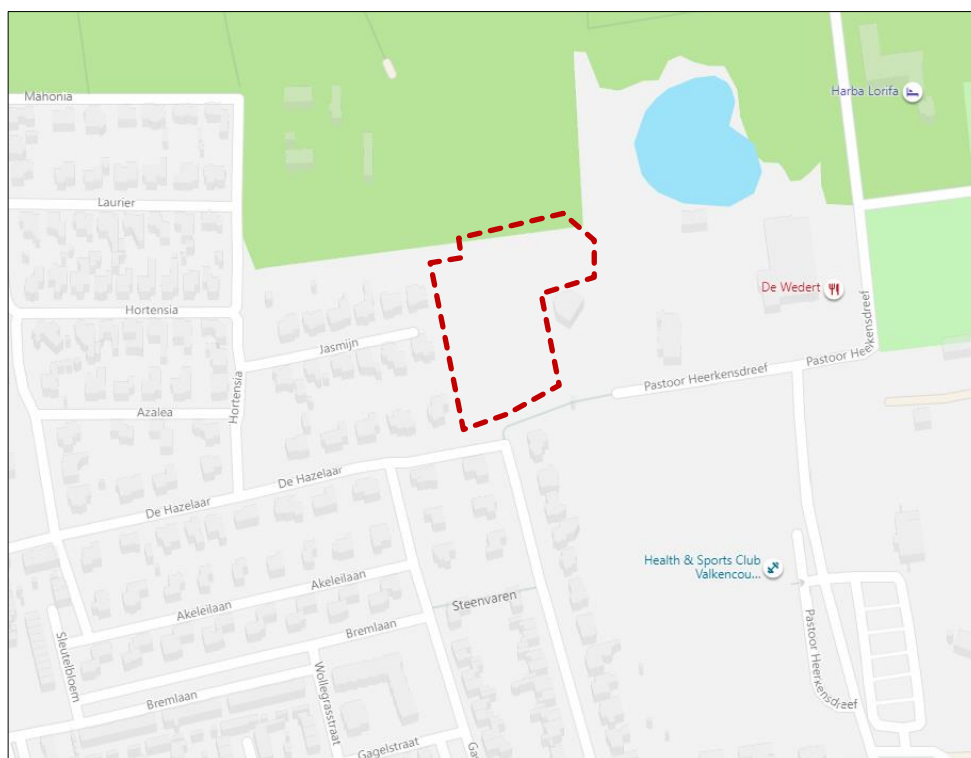 Mahonia
Harba Lorifa
Laurier
De Wedert
Hortensia
Jasmijn
Pastoor Heerkensdreef
Pastoor Heerkensdreef
Hortensia
Azalea
De Hazelaar
De Hazelaar
Health & Sports Club
Valkencou...
Akeleilaan
Steenvaren
Akeleilaan
Bremlaan
Sleutelbloem
Pastoor Heerkensdreef
Wollegrasstraat
Bremlaan
Gagelstraat